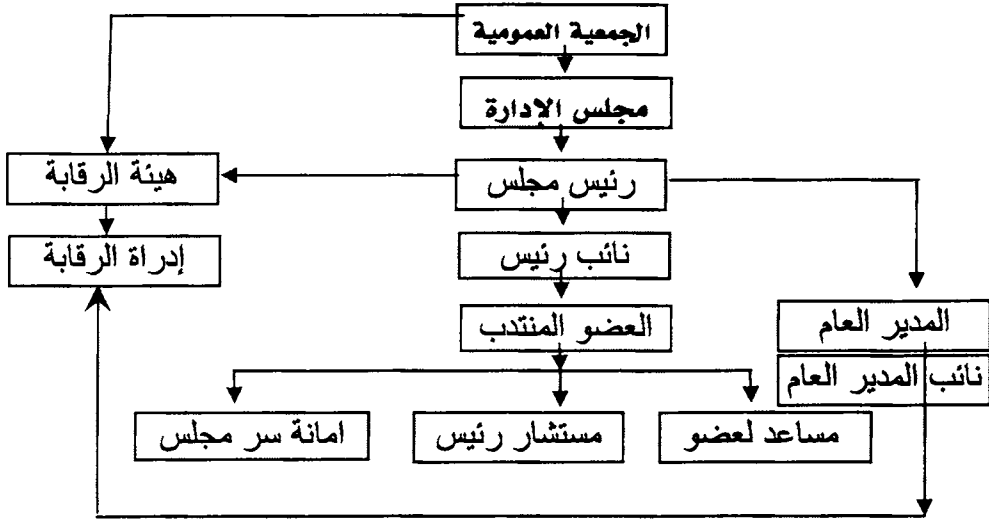 الجمعية العمومية
مجلس الإدارة
رئيس مجلس
هيئة الرقابة
نائب رئيس
إدراة الرقابة
العضو المنتدب
المدير العام
نائب المدير العام
مساعد لعضو
مستشار رئيس
امانة سر مجلس